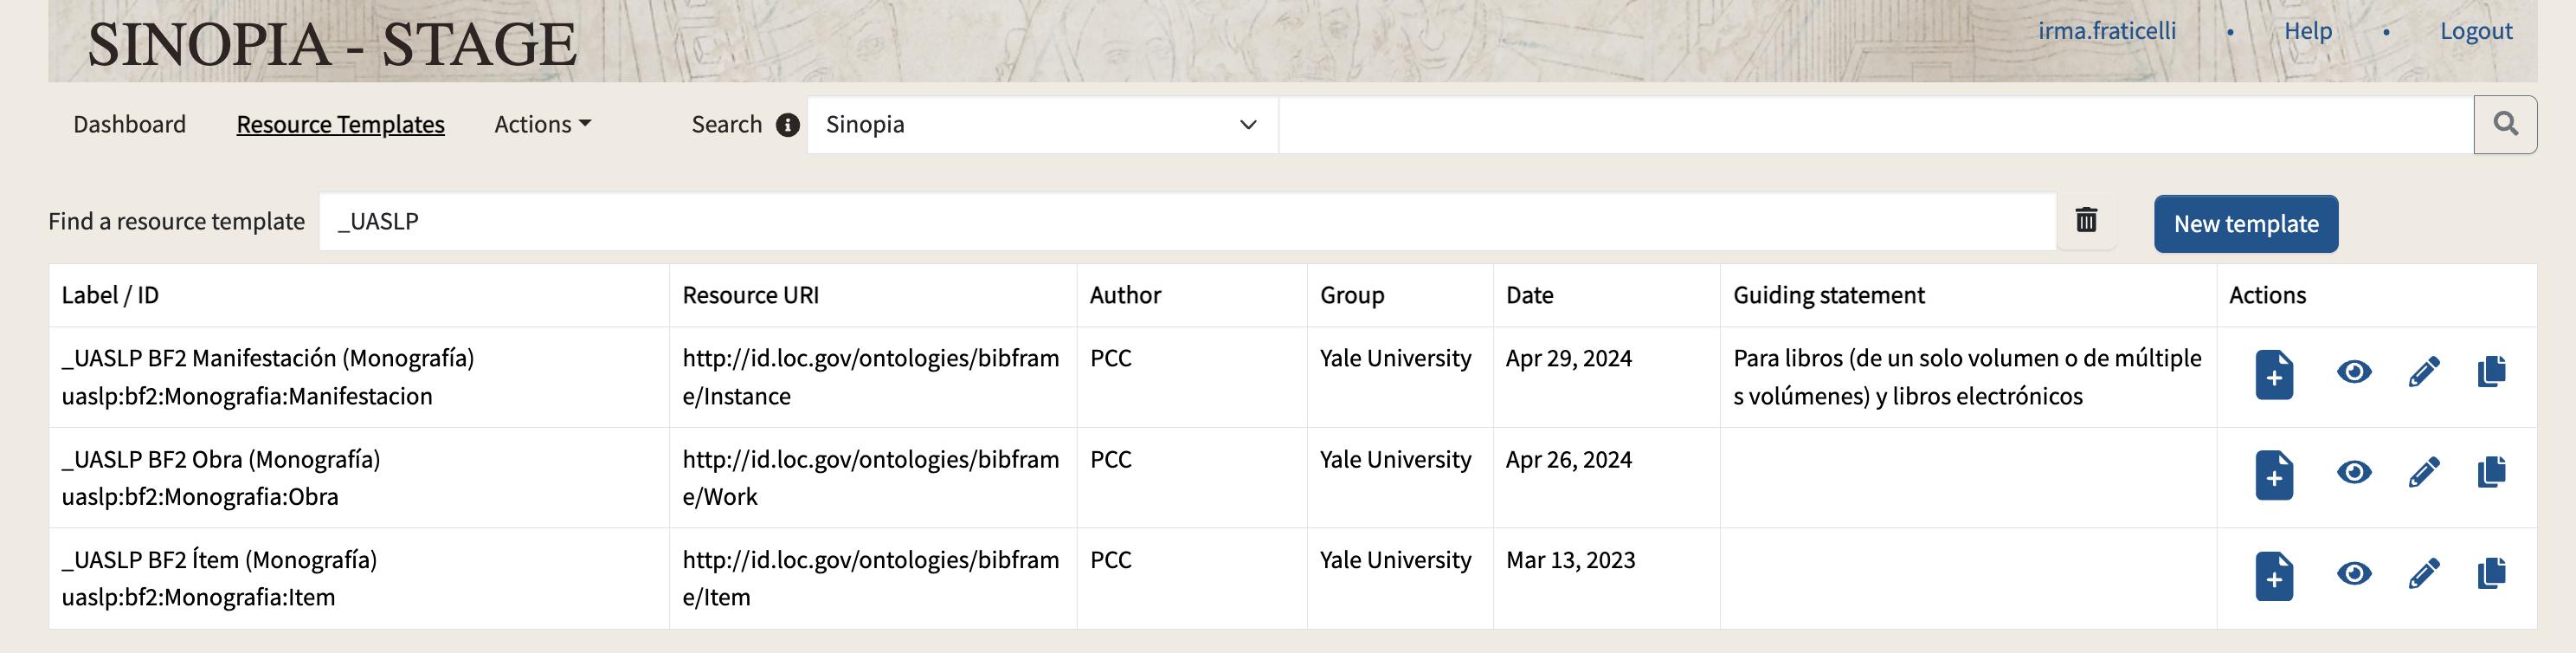 SINOPIA - STAGE
irma.fraticelli • Help • Logout
Dashboard Resource Templates Actions Search Sinopia
Find a resource template _UASLP New template
Label / ID Resource URI Author Group Date Guiding statement Actions
_UASLP BF2 Manifestación (Monografía) http://id.loc.gov/ontologies/bibfram PCC Yale University Apr 29, 2024 Para libros (de un solo volumen o de múltiple
uaslp:bf2:Monografia:Manifestacion e/Instance s volúmenes) y libros electrónicos
_UASLP BF2 Obra (Monografía) http://id.loc.gov/ontologies/bibfram PCC Yale University Apr 26, 2024
uaslp:bf2:Monografia:Obra e/Work
_UASLP BF2 Ítem (Monografía) http://id.loc.gov/ontologies/bibfram PCC Yale University Mar 13, 2023
uaslp:bf2:Monografia:Item e/Item